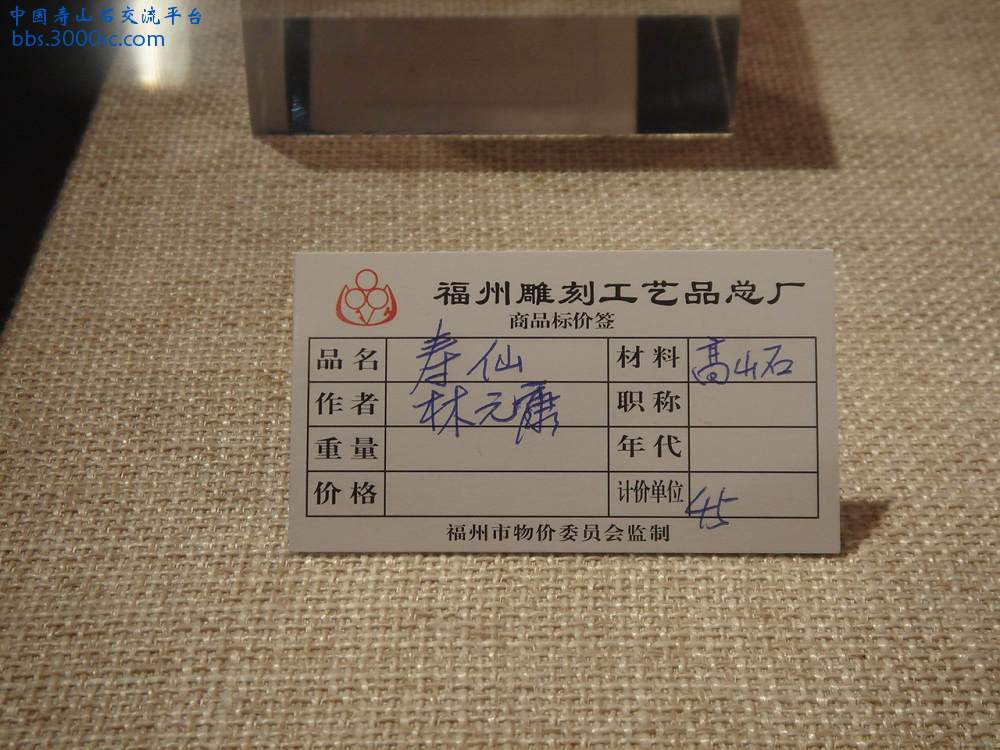 中国寿山石交流平台
bbs.3000sc.com
福州雕刻工艺品总厂
商品标价签
品名 寿仙 材料 高山石
作者 林元康 职称
重量 年代
价格 计价单位 45
福州市物价委员会监制